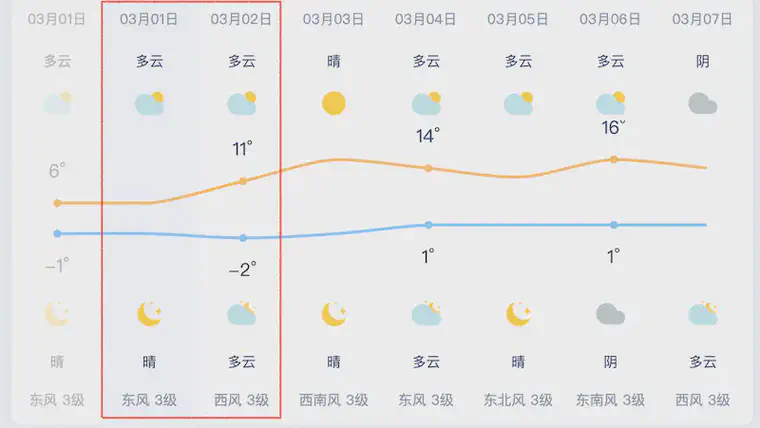 03月01日 03月01日 03月02日 03月03日 03月04日 03月05日 03月06日 03月07日
多云 多云 多云 晴 多云 多云 多云 阴
6° 11° 14° 16°
-1° -2° 1° 1°
晴 晴 多云 晴 多云 晴 阴 多云
东风 3级 东风 3级 西风 3级 西南风 3级 东风 3级 东北风 3级 东南风 3级 西风 3级